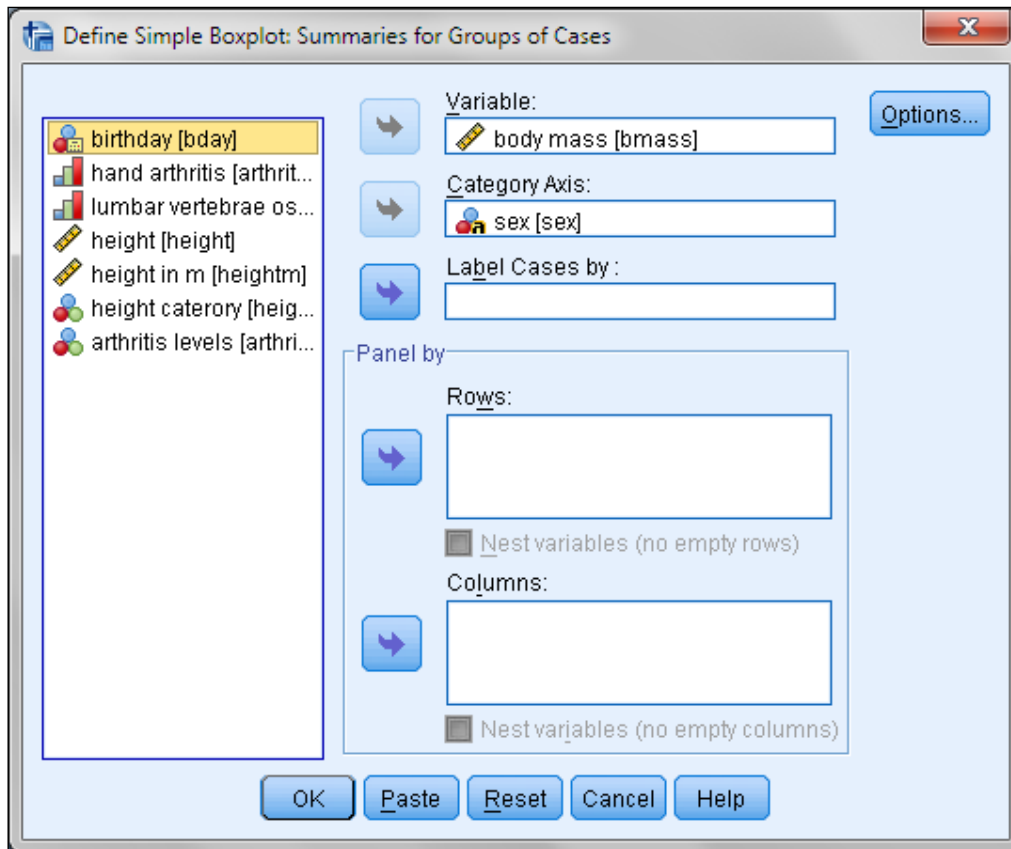 Define Simple Boxplot: Summaries for Groups of Cases
birthday [bday]
hand arthritis [arthrit...
lumbar vertebrae os...
height [height]
height in m [heightm]
height caterory [heig...
arthritis levels [arthri...
Variable:
body mass [bmass]
Category Axis:
sex [sex]
Label Cases by :
Panel by
Rows:
Nest variables (no empty rows)
Columns:
Nest variables (no empty columns)
Options...
OK
Paste
Reset
Cancel
Help